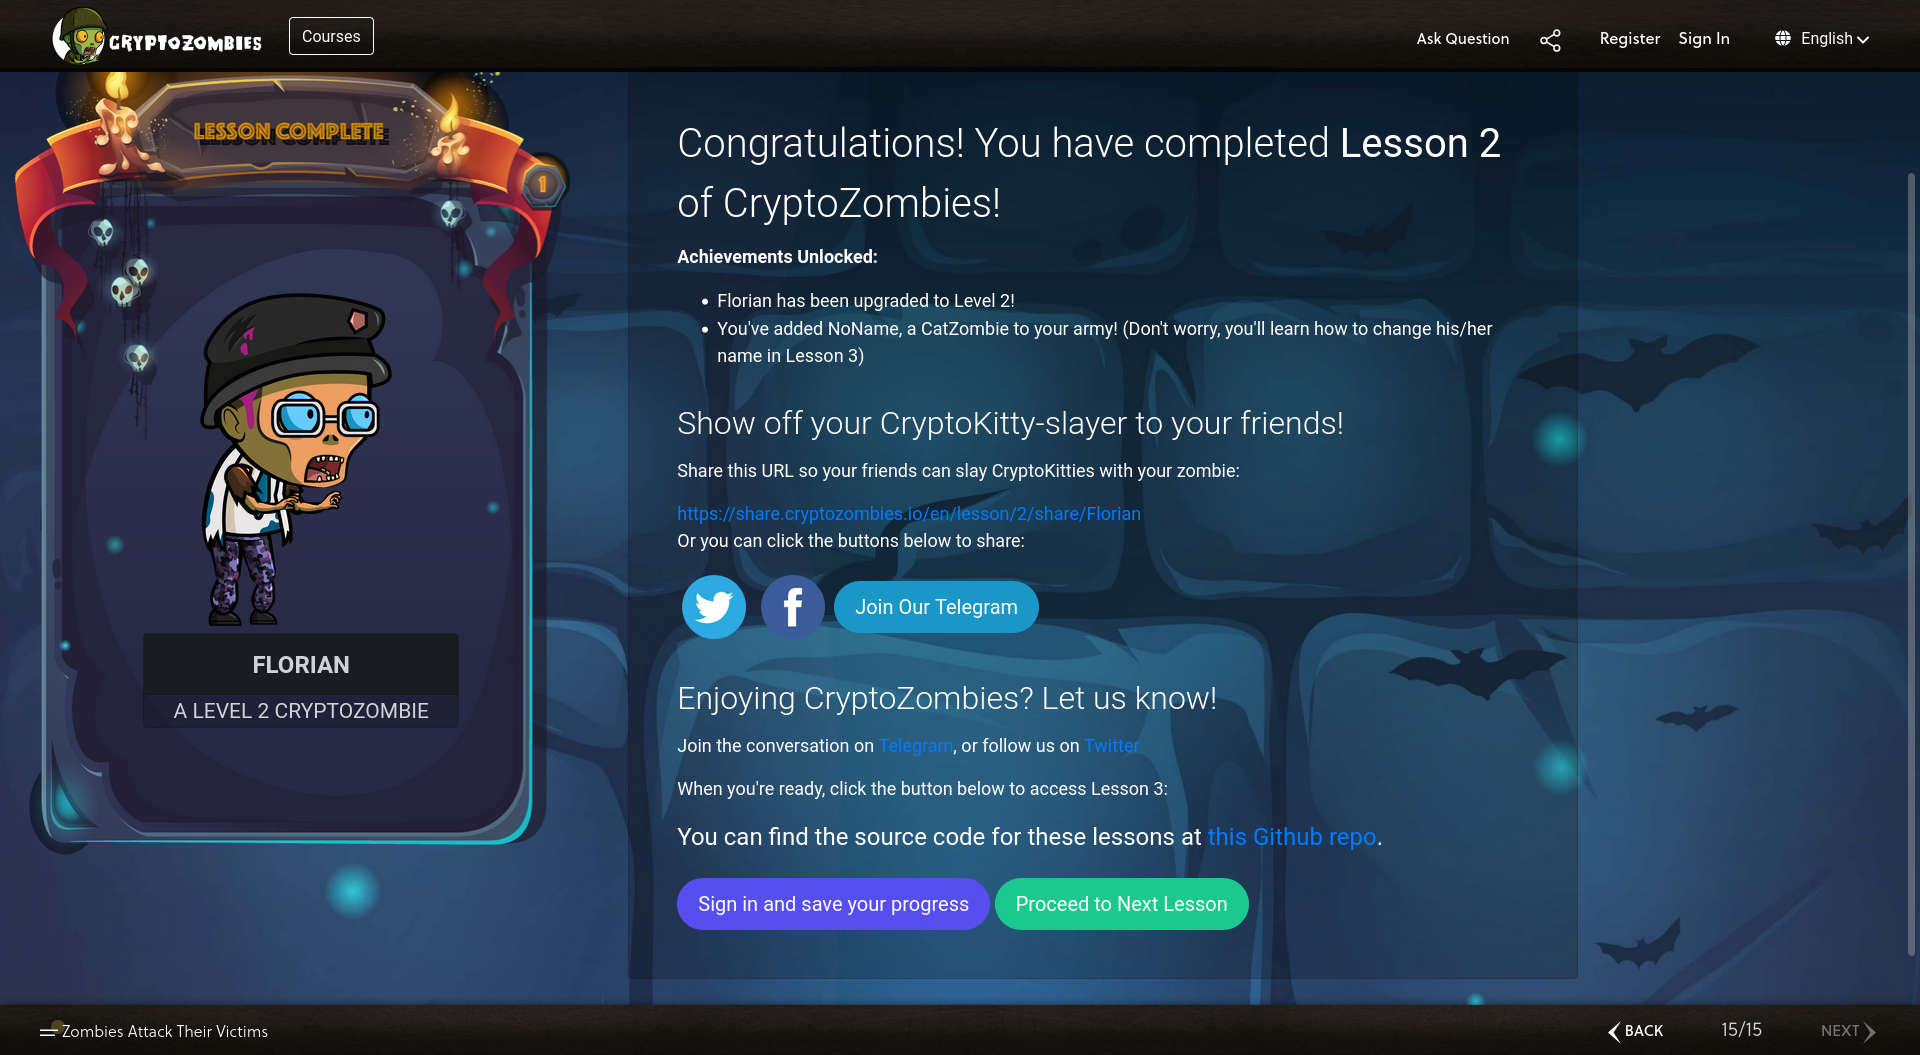 CRYPTOZOMBIES
Courses
Ask Question
Register
Sign In
English
LESSON COMPLETE
1
FLORIAN
A LEVEL 2 CRYPTOZOMBIE
Congratulations! You have completed Lesson 2
of CryptoZombies!
Achievements Unlocked:
Florian has been upgraded to Level 2!
You've added NoName, a CatZombie to your army! (Don't worry, you'll learn how to change his/her
name in Lesson 3)
Show off your CryptoKitty-slayer to your friends!
Share this URL so your friends can slay CryptoKitties with your zombie:
https://share.cryptozombies.io/en/lesson/2/share/Florian
Or you can click the buttons below to share:
Join Our Telegram
Enjoying CryptoZombies? Let us know!
Join the conversation on Telegram, or follow us on Twitter
When you're ready, click the button below to access Lesson 3:
You can find the source code for these lessons at this Github repo.
Sign in and save your progress
Proceed to Next Lesson
Zombies Attack Their Victims
BACK
15/15
NEXT